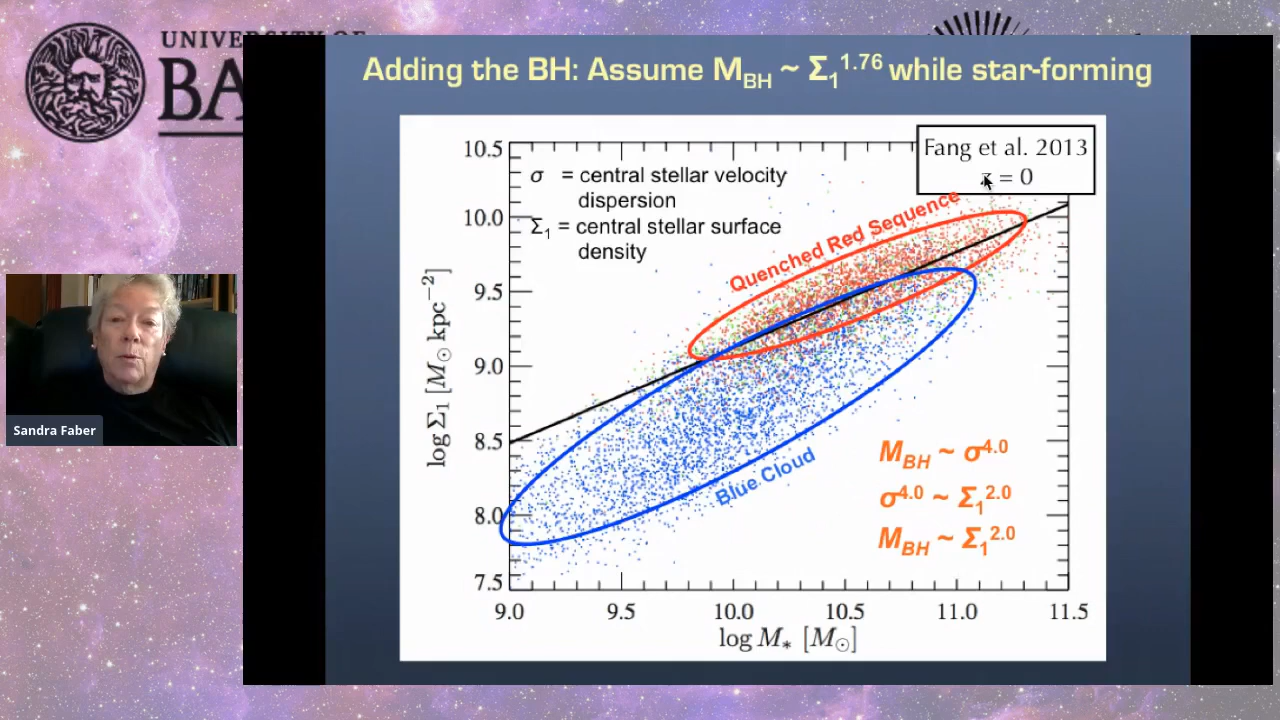 UNIVERSITY OF
BA
Adding the BH: Assume M_BH ~ Σ₁^1.76 while star-forming
Fang et al. 2013
z = 0
σ = central stellar velocity
dispersion
Σ₁ = central stellar surface
density
Quenched Red Sequence
Blue Cloud
M_BH ~ σ^4.0
σ^4.0 ~ Σ₁^2.0
M_BH ~ Σ₁^2.0
log Σ₁ [M⊙ kpc⁻²]
10.5
10.0
9.5
9.0
8.5
8.0
7.5
9.0 9.5 10.0 10.5 11.0 11.5
log M∗ [M⊙]
Sandra Faber